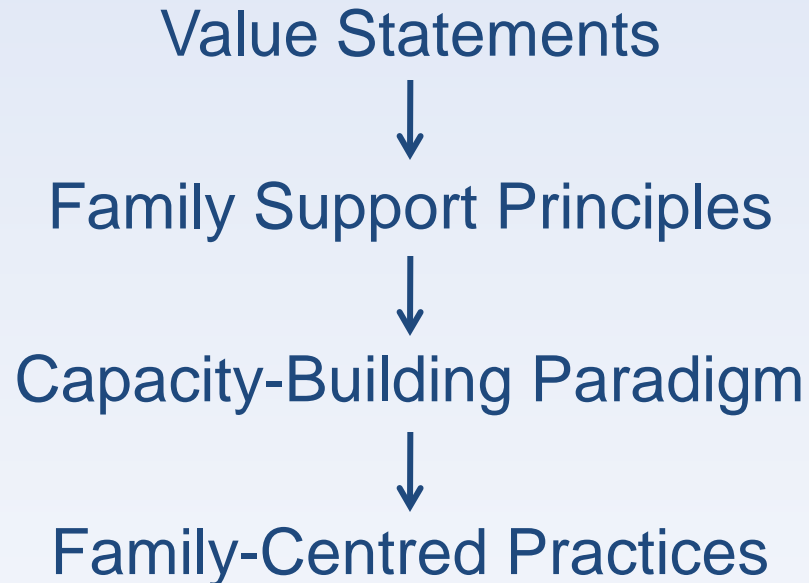 Value Statements
Family Support Principles
Capacity-Building Paradigm
Family-Centred Practices